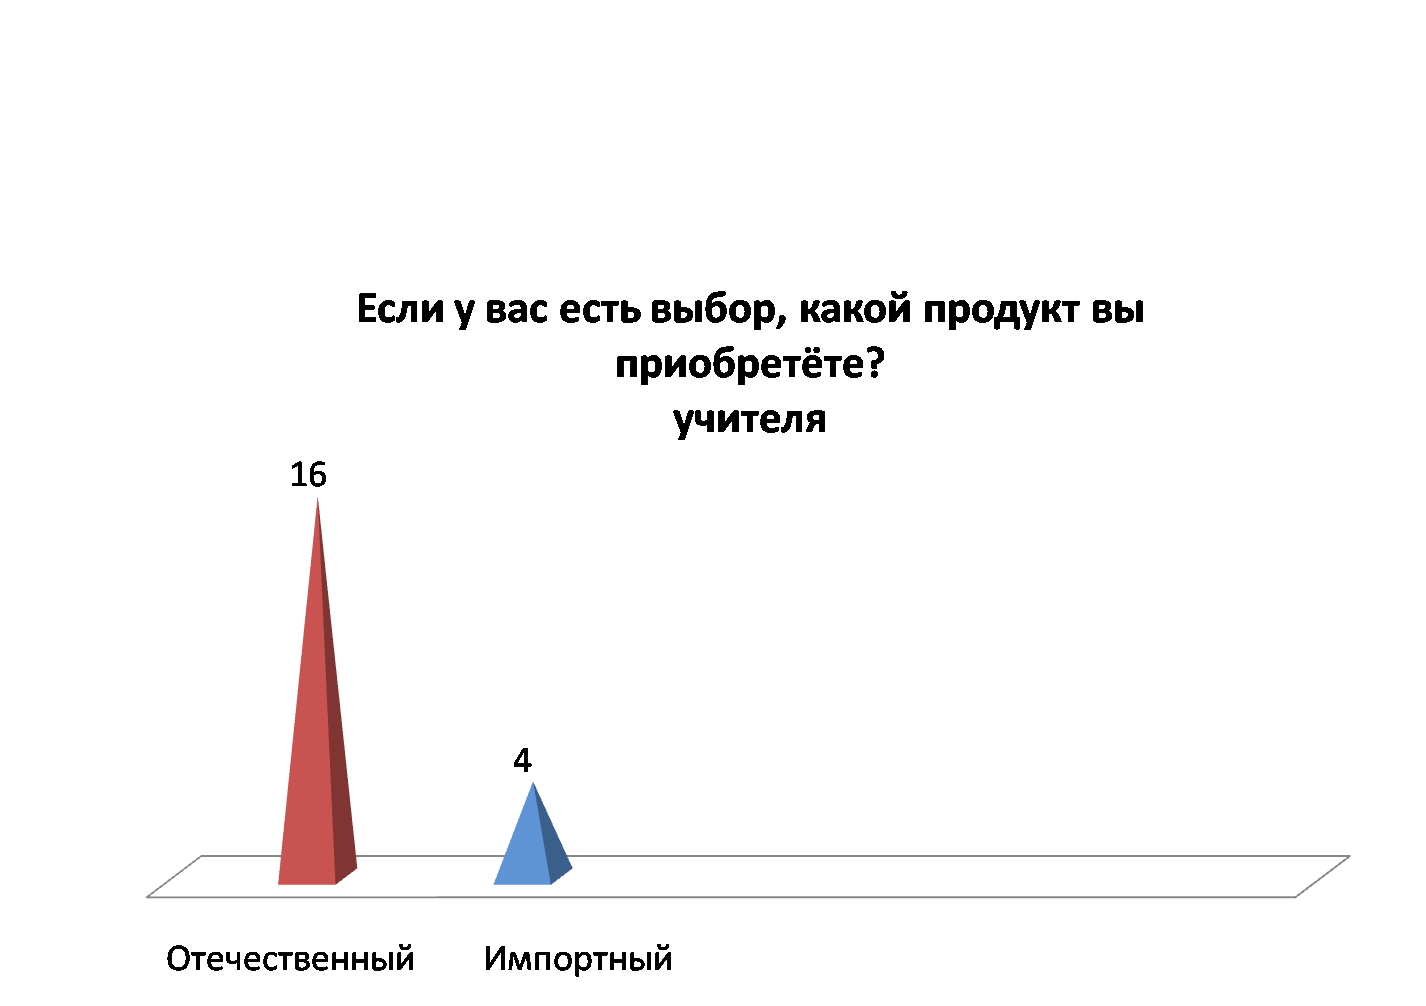 Если у вас есть выбор, какой продукт вы
приобретёте?
учителя
16
4
Отечественный
Импортный